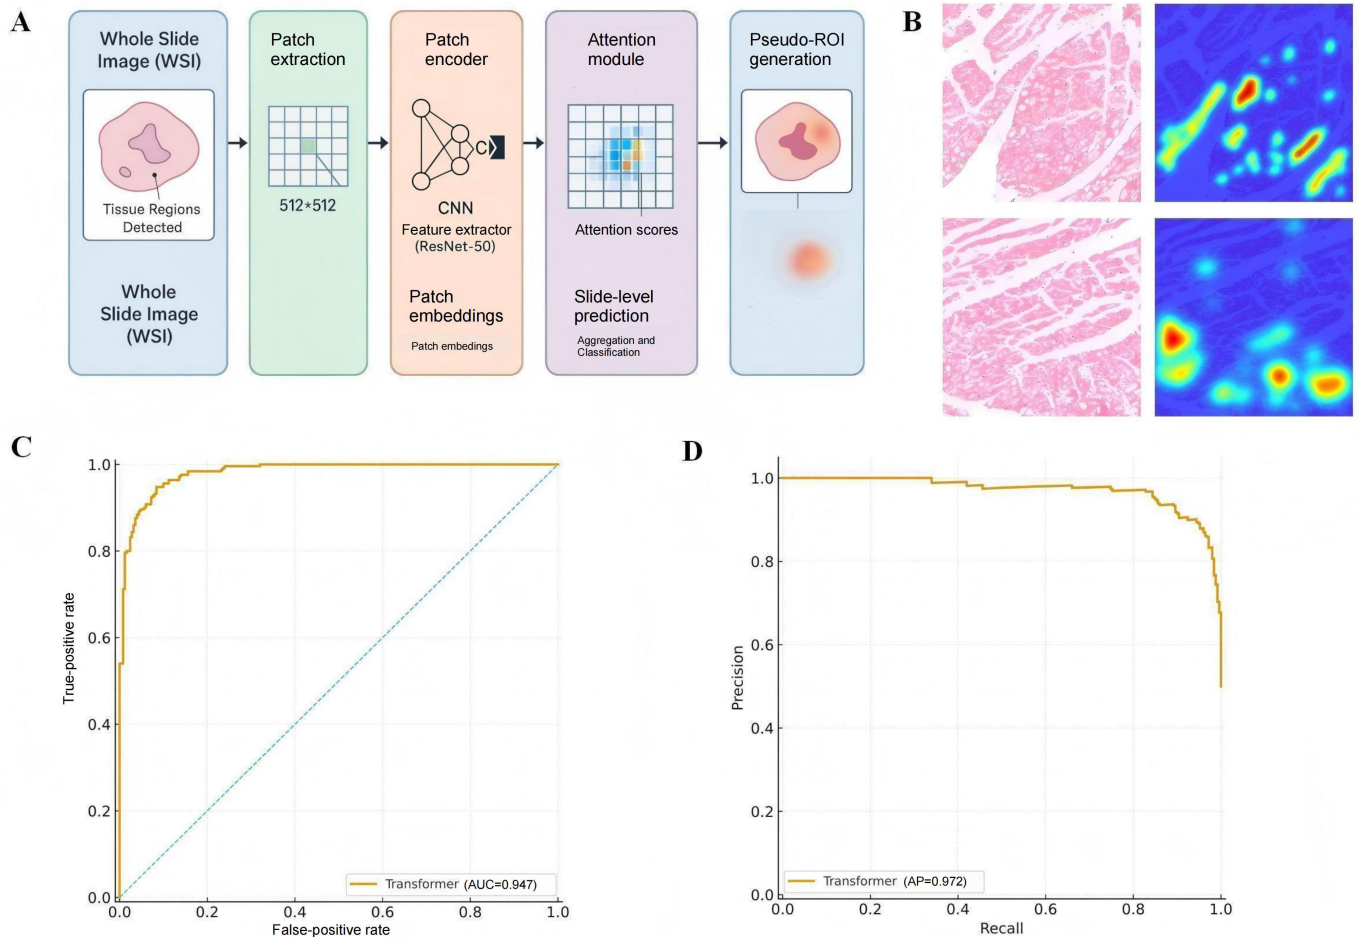 A
Whole Slide
Image (WSI)
Tissue Regions
Detected
Whole
Slide Image
(WSI)
Patch
extraction
512*512
Patch
encoder
C
CNN
Feature extractor
(ResNet-50)
Patch
embeddings
Patch embedings
Attention
module
Attention scores
Slide-level
prediction
Aggregation and
Classification
Pseudo-ROI
generation
B
C
1.0
0.8
0.6
0.4
0.2
0.0
True-positive rate
Transformer (AUC=0.947)
0.0 0.2 0.4 0.6 0.8 1.0
False-positive rate
D
1.0
0.8
0.6
0.4
0.2
0.0
Precision
Transformer (AP=0.972)
0.0 0.2 0.4 0.6 0.8 1.0
Recall